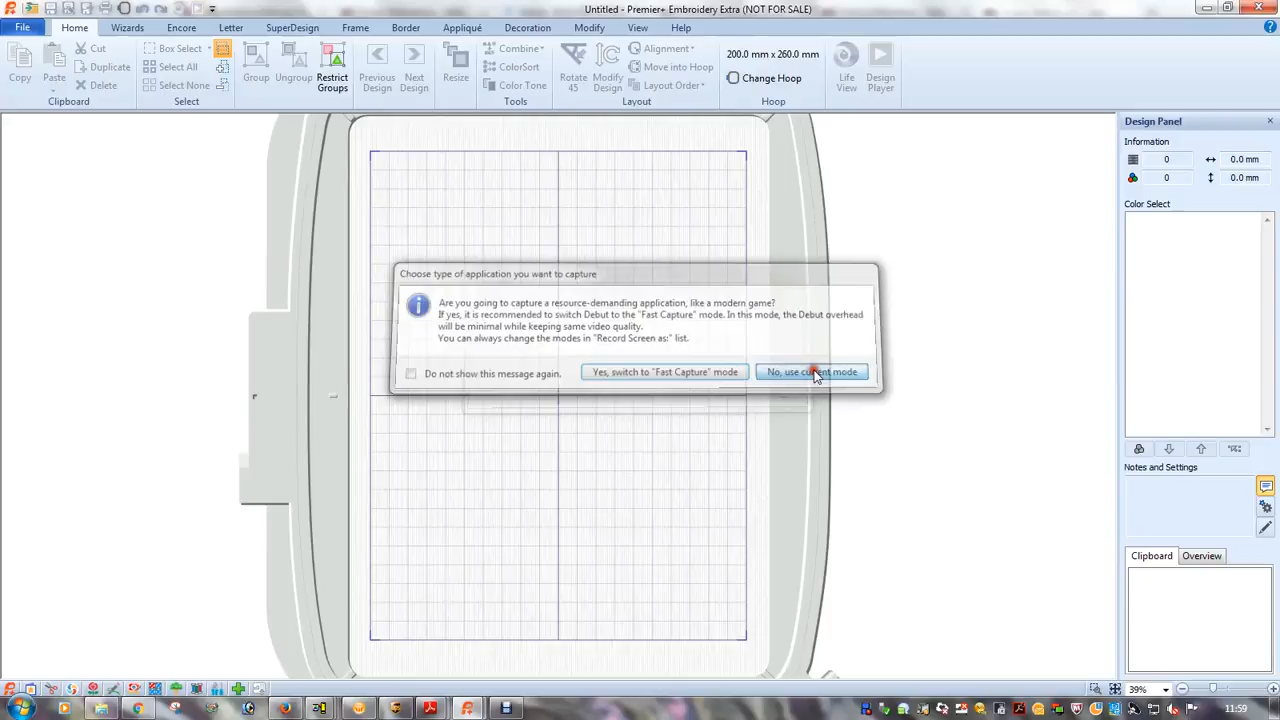 Untitled - Premier+ Embroidery Extra (NOT FOR SALE)
File Home Wizards Encore Letter SuperDesign Frame Border Appliqué Decoration Modify View Help
Copy
Paste
Cut
Duplicate
Delete
Clipboard
Box Select
Select All
Select None
Select
Group
Ungroup
Restrict Groups
Previous Design
Next Design
Resize
Combine
ColorSort
Color Tone
Tools
Rotate 45
Modify Design
Alignment
Move into Hoop
Layout Order
Layout
200.0 mm x 260.0 mm
Change Hoop
Hoop
Life View
Design Player
Choose type of application you want to capture
Are you going to capture a resource-demanding application, like a modern game?
If yes, it is recommended to switch Debut to the "Fast Capture" mode. In this mode, the Debut overhead
will be minimal while keeping same video quality.
You can always change the modes in "Record Screen as:" list.
Do not show this message again.
Yes, switch to "Fast Capture" mode
No, use current mode
Design Panel
Information
0 0.0 mm
0 0.0 mm
Color Select
Notes and Settings
Clipboard Overview
39%
11:59